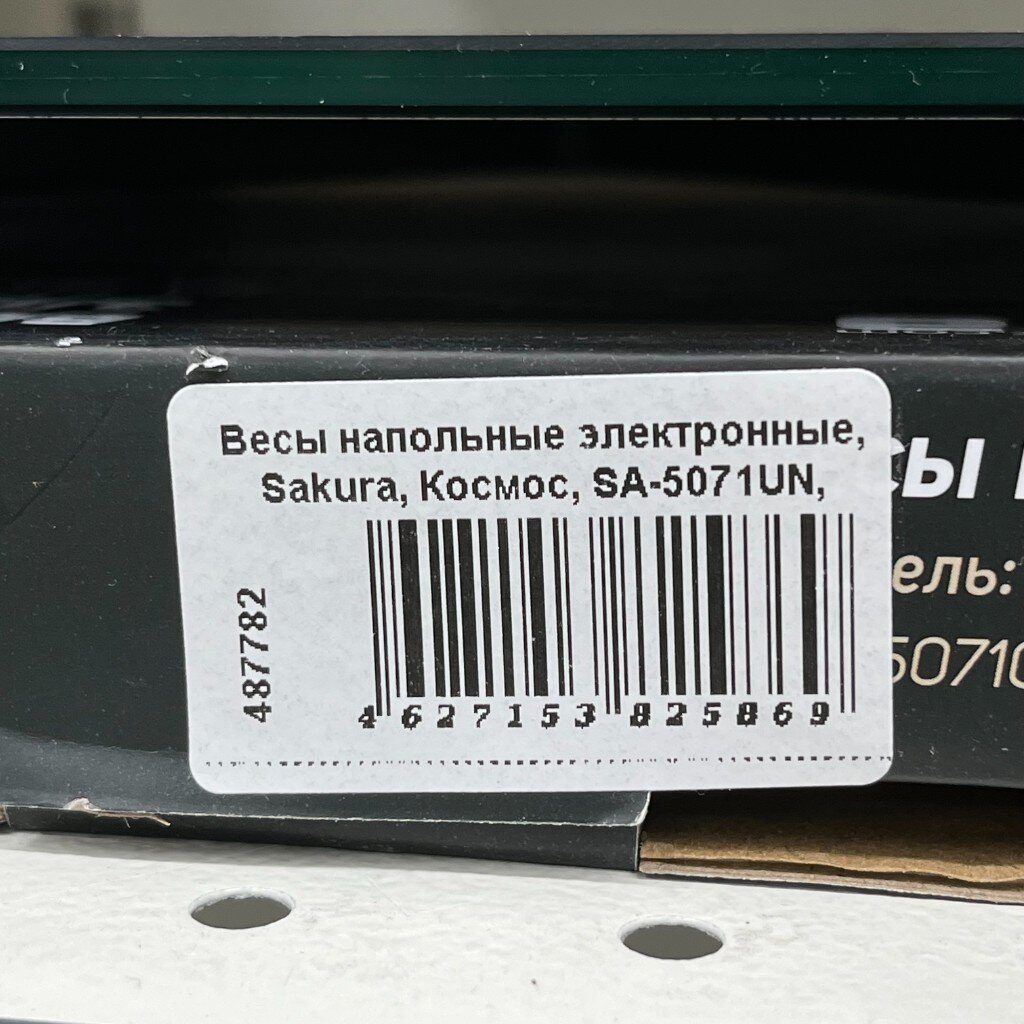 Весы напольные электронные,
Sakura, Космос, SA-5071UN,
487782
4 627153 825869